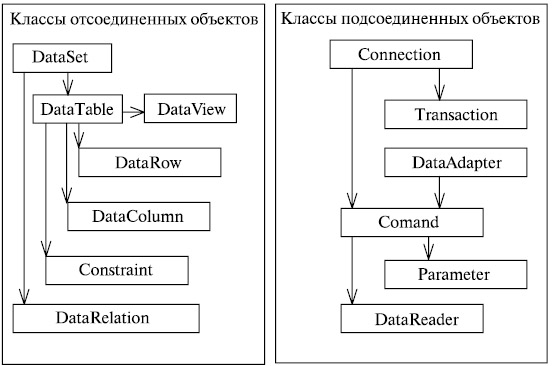 Классы отсоединенных объектов
DataSet
DataTable
DataView
DataRow
DataColumn
Constraint
DataRelation
Классы подсоединенных объектов
Connection
Transaction
DataAdapter
Comand
Parameter
DataReader